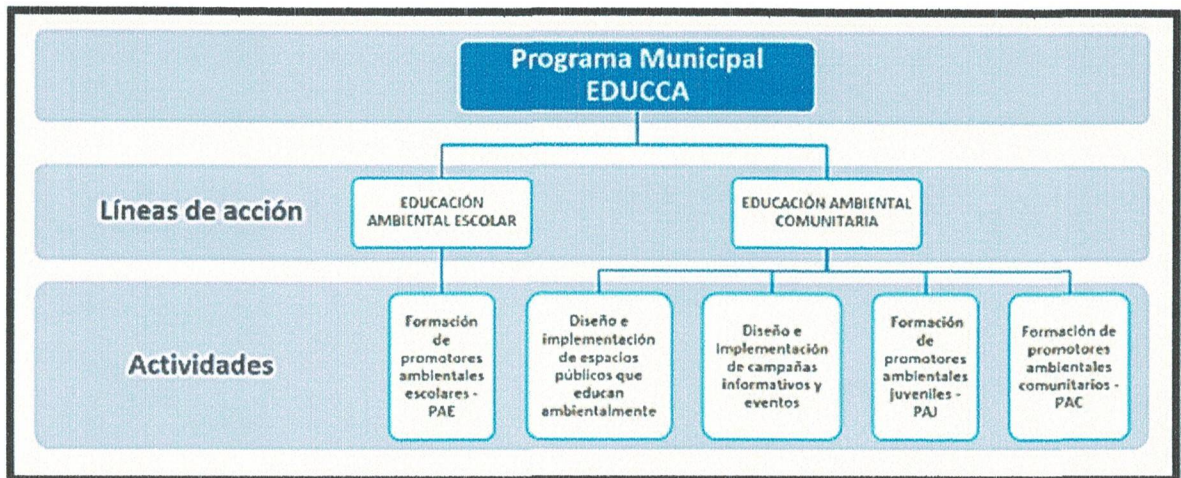 Programa Municipal
EDUCCA
Líneas de acción
EDUCACIÓN
AMBIENTAL ESCOLAR
EDUCACIÓN AMBIENTAL
COMUNITARIA
Actividades
Formación
de
promotores
ambientales
escolares -
PAE
Diseño e
implementación
de espacios
públicos que
educan
ambientalmente
Diseño e
implementación
de campañas
informativos y
eventos
Formación
de
promotores
ambientales
juveniles -
PAJ
Formación de
promotores
ambientales
comunitarios -
PAC